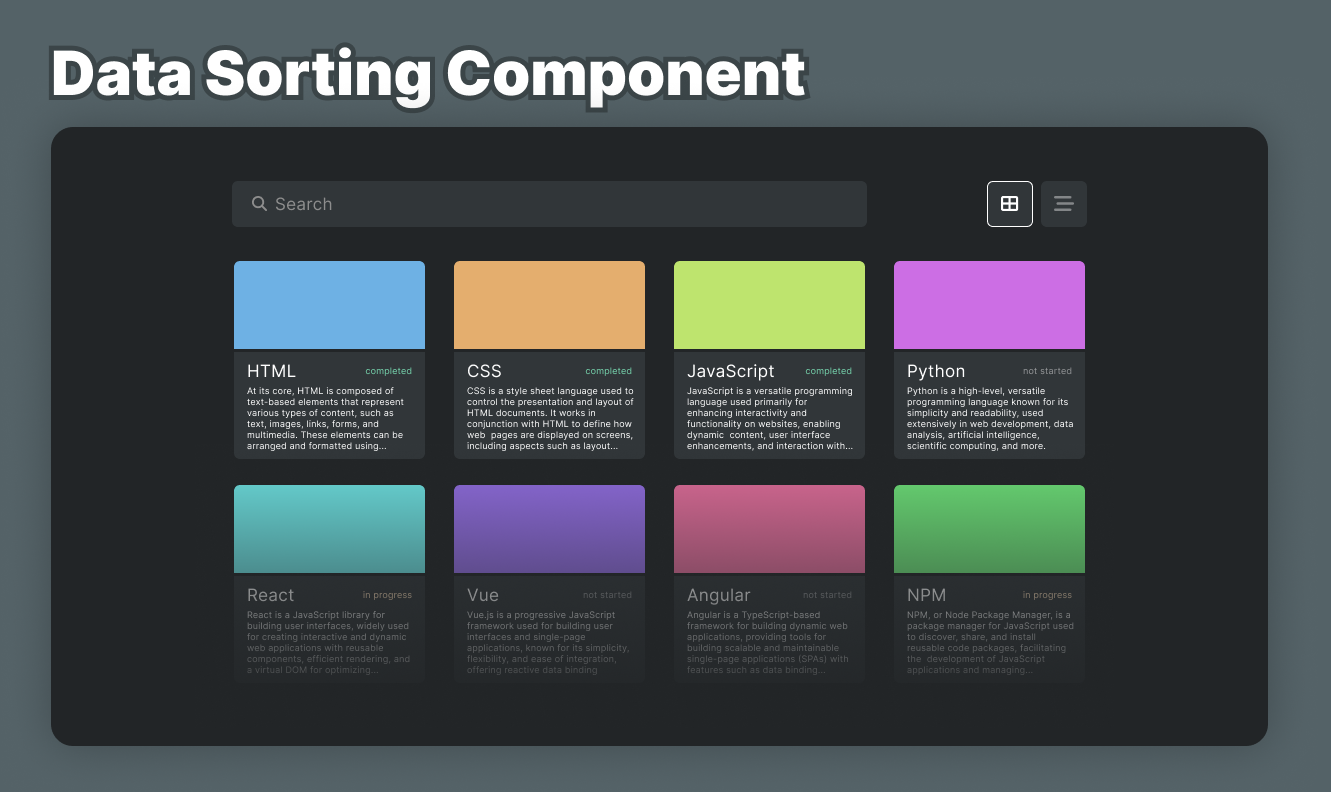 Data Sorting Component
Search
HTML completed
At its core, HTML is composed of
text-based elements that represent
various types of content, such as
text, images, links, forms, and
multimedia. These elements can be
arranged and formatted using...
CSS completed
CSS is a style sheet language used to
control the presentation and layout of
HTML documents. It works in
conjunction with HTML to define how
web pages are displayed on screens,
including aspects such as layout...
JavaScript completed
JavaScript is a versatile programming
language used primarily for
enhancing interactivity and
functionality on websites, enabling
dynamic content, user interface
enhancements, and interaction with...
Python not started
Python is a high-level, versatile
programming language known for its
simplicity and readability, used
extensively in web development, data
analysis, artificial intelligence,
scientific computing, and more.
React in prograss
React is a JavaScript library for
building user interfaces, widely used
for creating interactive and dynamic
web applications with reusable
components, efficient rendering, and
a virtual DOM for optimizing...
Vue not started
Vue.js is a progressive JavaScript
framework used for building user
interfaces and single-page
applications, known for its simplicity,
flexibility, and ease of integration,
offering reactive data binding
Angular not started
Angular is a TypeScript-based
framework for building dynamic web
applications, providing tools for
building scalable and maintainable
single-page applications (SPAs) with
features such as data binding...
NPM in progress
NPM, or Node Package Manager, is a
package manager for JavaScript used
to discover, share, and install
reusable code packages, facilitating
the development of JavaScript
applications and managing...